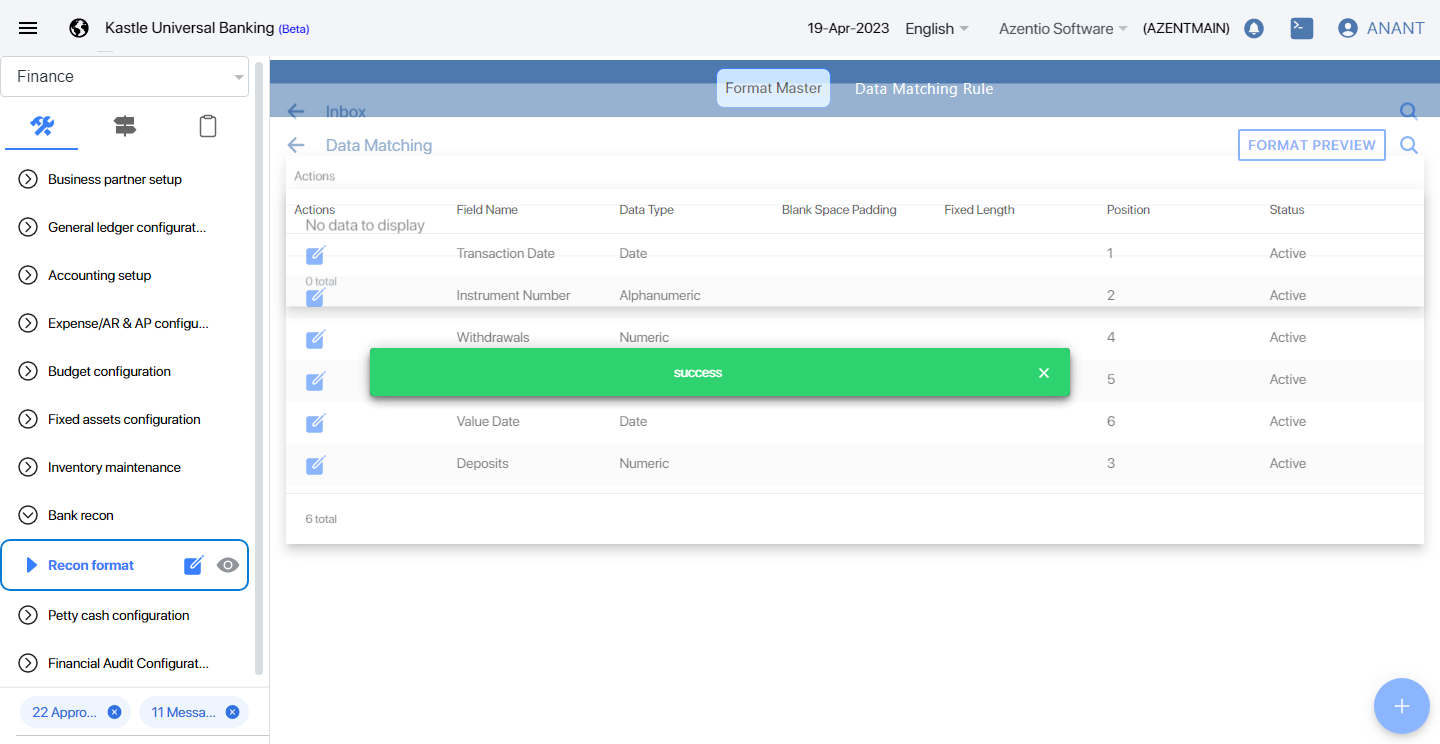 Kastle Universal Banking (Beta)
19-Apr-2023 English Azentio Software (AZENTMAIN) ANANT
Finance
Format Master Data Matching Rule
Inbox
Data Matching FORMAT PREVIEW
Actions
Actions Field Name Data Type Blank Space Padding Fixed Length Position Status
No data to display
Transaction Date Date 1 Active
0 total
Instrument Number Alphanumeric 2 Active
Withdrawals Numeric 4 Active
success
5 Active
Value Date Date 6 Active
Deposits Numeric 3 Active
6 total
Business partner setup
General ledger configurat...
Accounting setup
Expense/AR & AP configu...
Budget configuration
Fixed assets configuration
Inventory maintenance
Bank recon
Recon format
Petty cash configuration
Financial Audit Configurat...
22 Appro... 11 Messa...